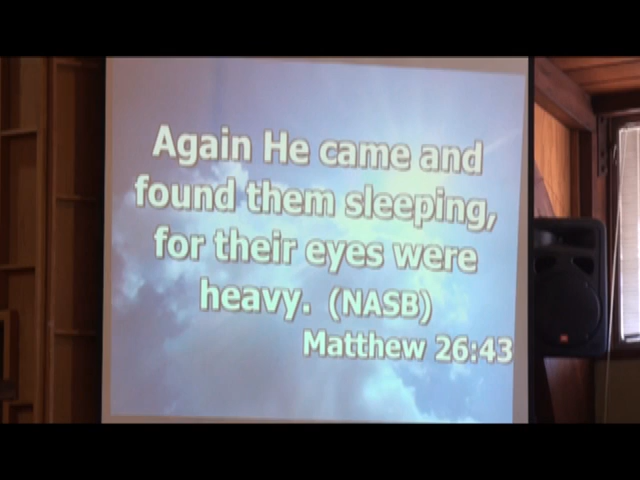 Again He came and
found them sleeping,
for their eyes were
heavy. (NASB)
Matthew 26:43